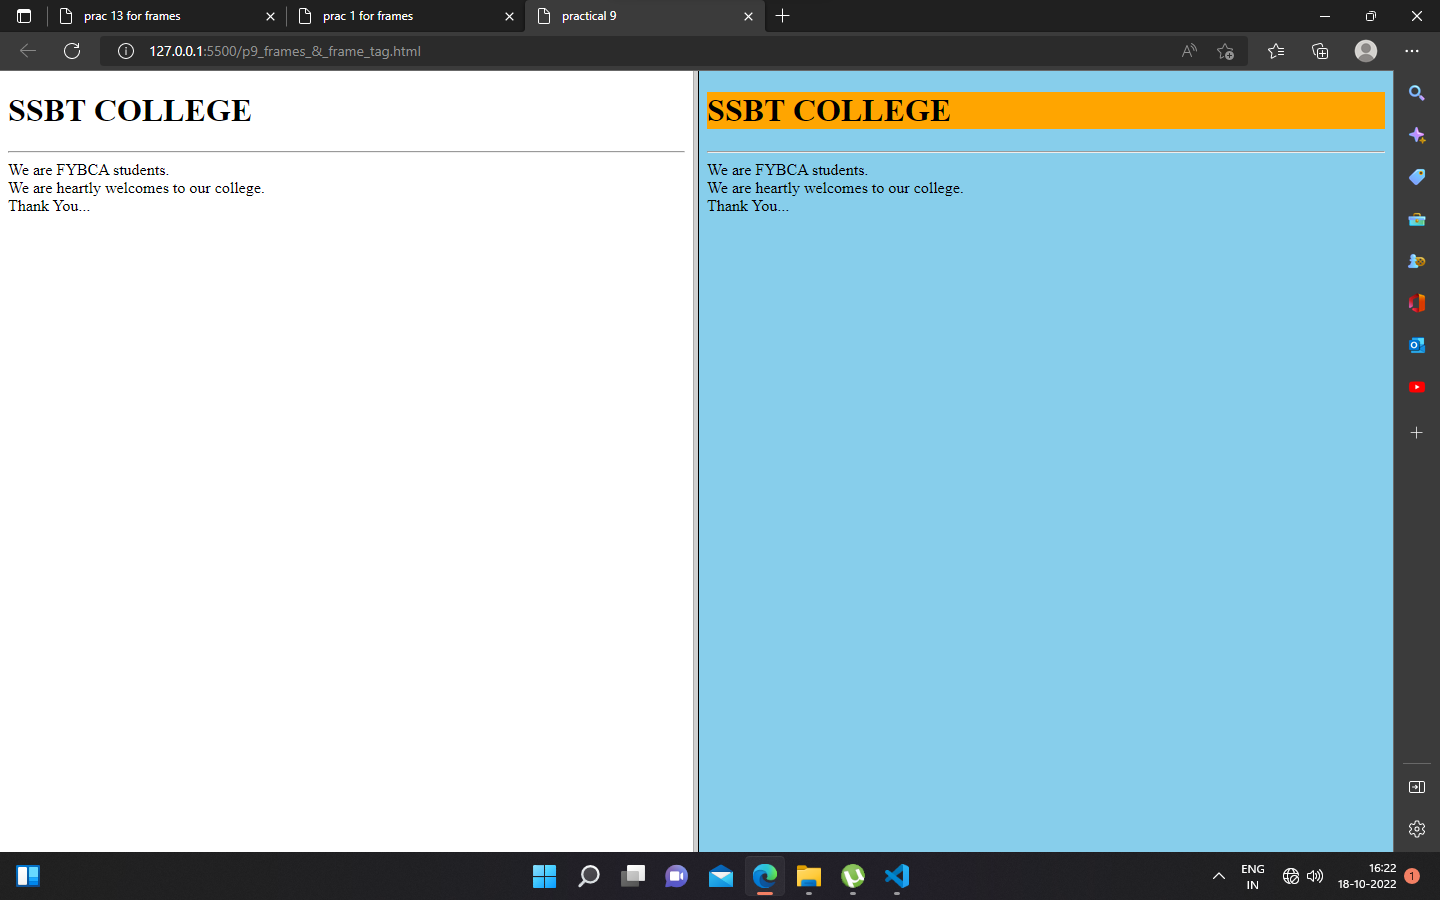 prac 13 for frames
prac 1 for frames
practical 9
127.0.0.1:5500/p9_frames_&_frame_tag.html
SSBT COLLEGE
We are FYBCA students.
We are heartly welcomes to our college.
Thank You...
SSBT COLLEGE
We are FYBCA students.
We are heartly welcomes to our college.
Thank You...
ENG
IN
16:22
18-10-2022
1